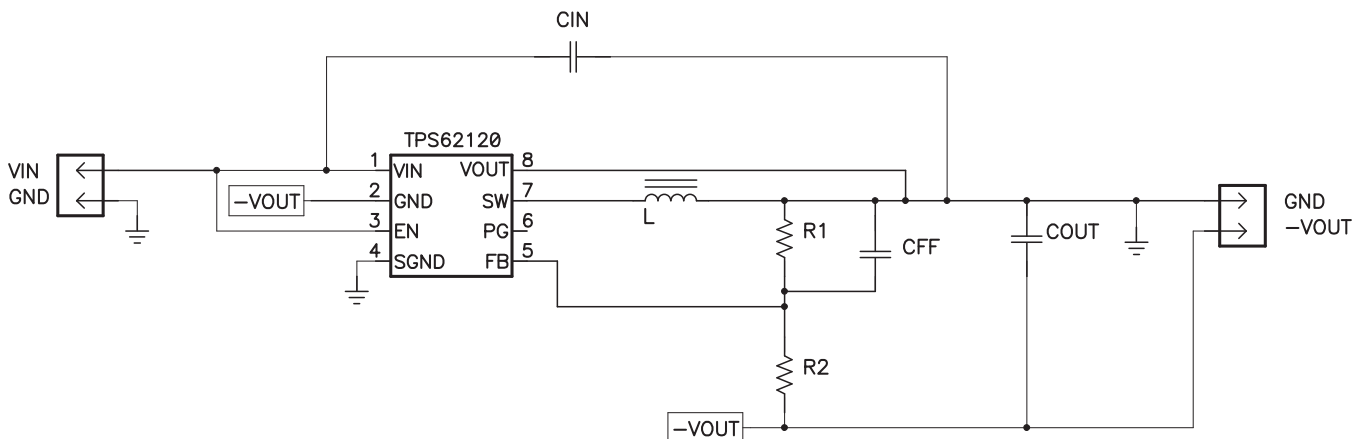 CIN
TPS62120
VIN
GND
1 VIN VOUT 8
-VOUT
2 GND SW 7
3 EN PG 6
4 SGND FB 5
L
R1
CFF
COUT
GND
-VOUT
R2
-VOUT